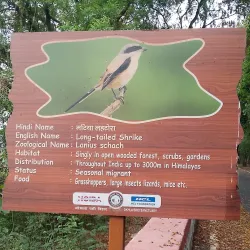 Hindi Name : लटोरा लहटोरा
English Name : Long-tailed Shrike
Zoological Name : Lanius schach
Habitat : Singly in open wooded forest, scrubs, gardens
Distribution : Throughout India up to 3000m in Himalayas
Status : Seasonal migrant
Food : Grasshoppers, large insects lizards, mice etc.
HCL